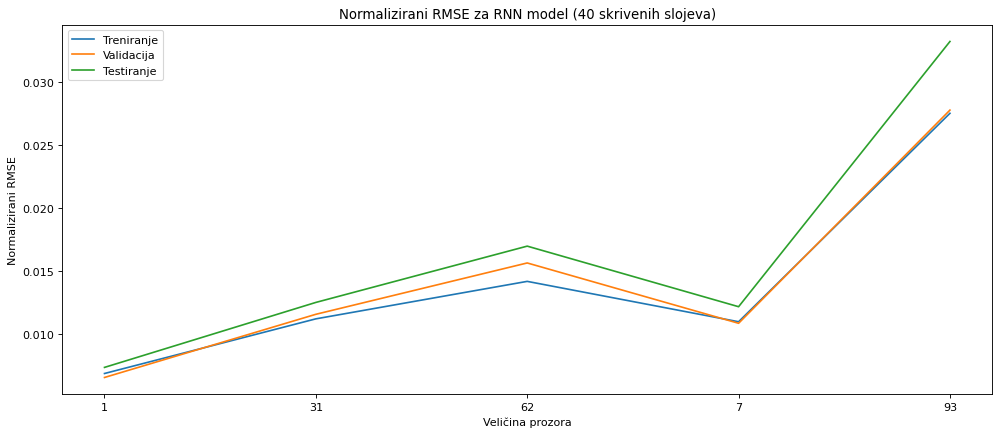 Normalizirani RMSE za RNN model (40 skrivenih slojeva)
Treniranje
Validacija
Testiranje
Normalizirani RMSE
0.030
0.025
0.020
0.015
0.010
1 31 62 7 93
Veličina prozora